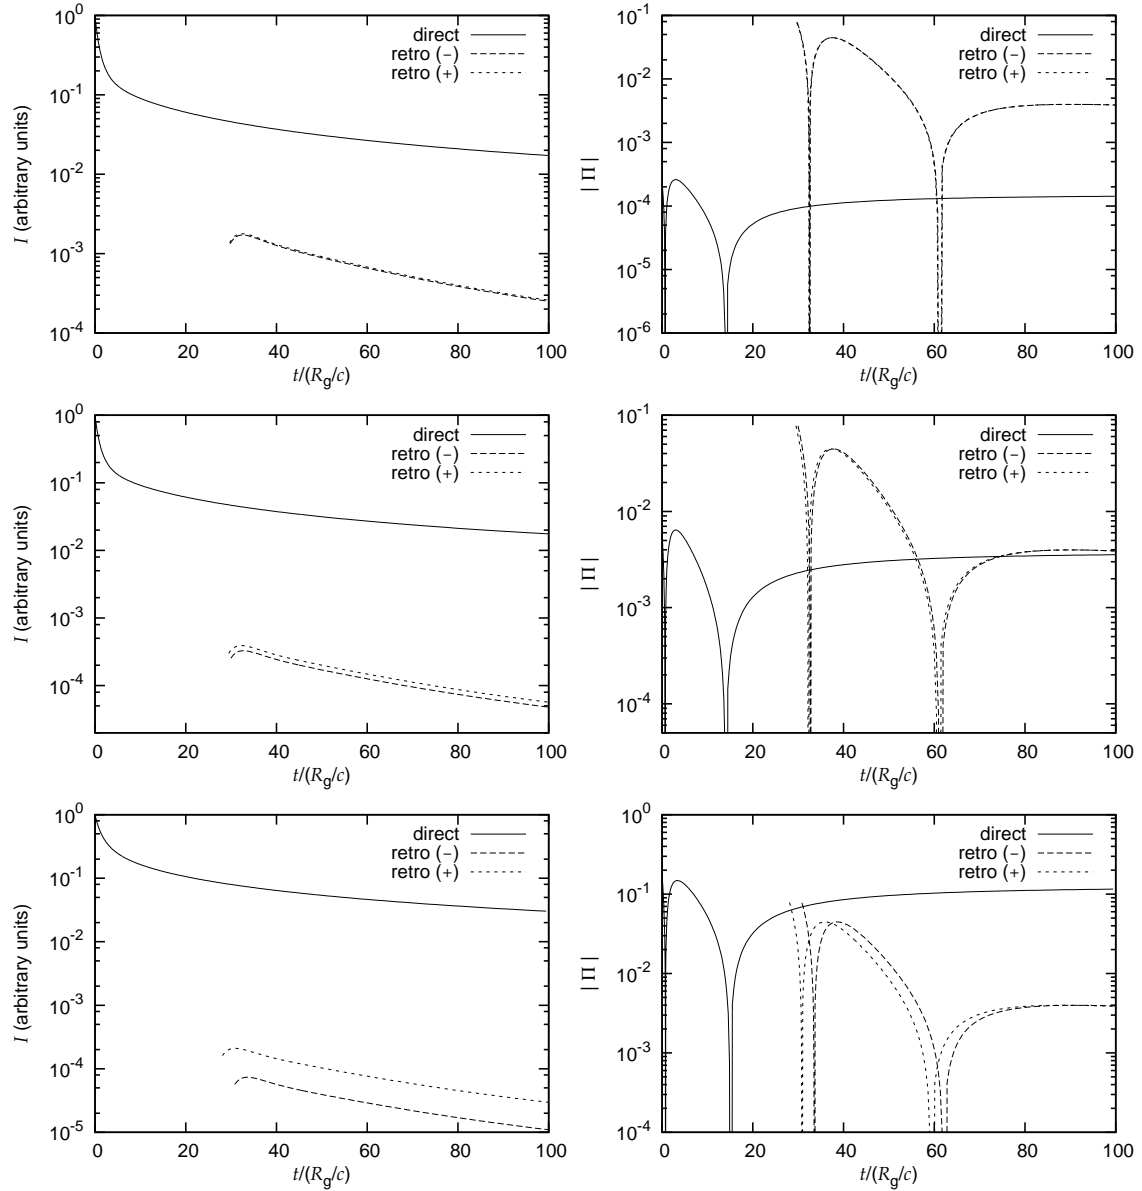 10^0
10^-1
10^-2
10^-3
10^-4
0 20 40 60 80 100
I (arbitrary units)
t/(R_g/c)
direct
retro (−)
retro (+)
10^-1
10^-2
10^-3
10^-4
10^-5
10^-6
0 20 40 60 80 100
| Π |
t/(R_g/c)
direct
retro (−)
retro (+)
10^0
10^-1
10^-2
10^-3
10^-4
0 20 40 60 80 100
I (arbitrary units)
t/(R_g/c)
direct
retro (−)
retro (+)
10^-1
10^-2
10^-3
10^-4
0 20 40 60 80 100
| Π |
t/(R_g/c)
direct
retro (−)
retro (+)
10^0
10^-1
10^-2
10^-3
10^-4
10^-5
0 20 40 60 80 100
I (arbitrary units)
t/(R_g/c)
direct
retro (−)
retro (+)
10^0
10^-1
10^-2
10^-3
10^-4
0 20 40 60 80 100
| Π |
t/(R_g/c)
direct
retro (−)
retro (+)